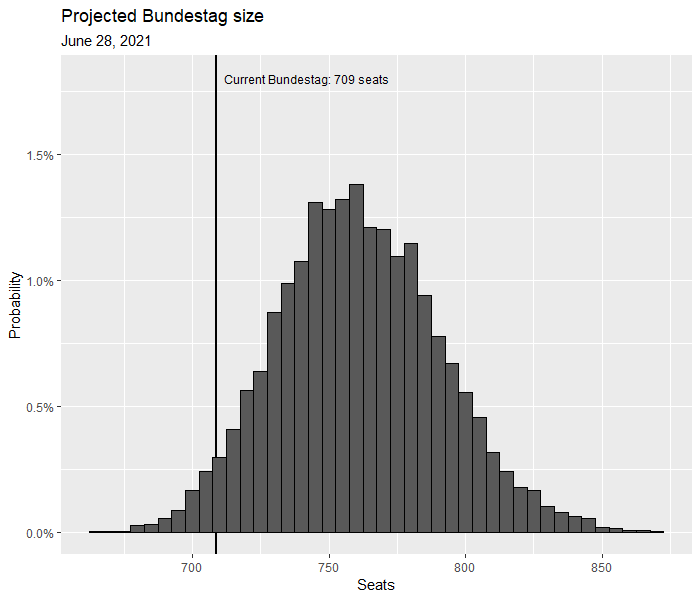 Projected Bundestag size
June 28, 2021
Current Bundestag: 709 seats
1.5%
1.0%
0.5%
0.0%
Probability
700
750
800
850
Seats